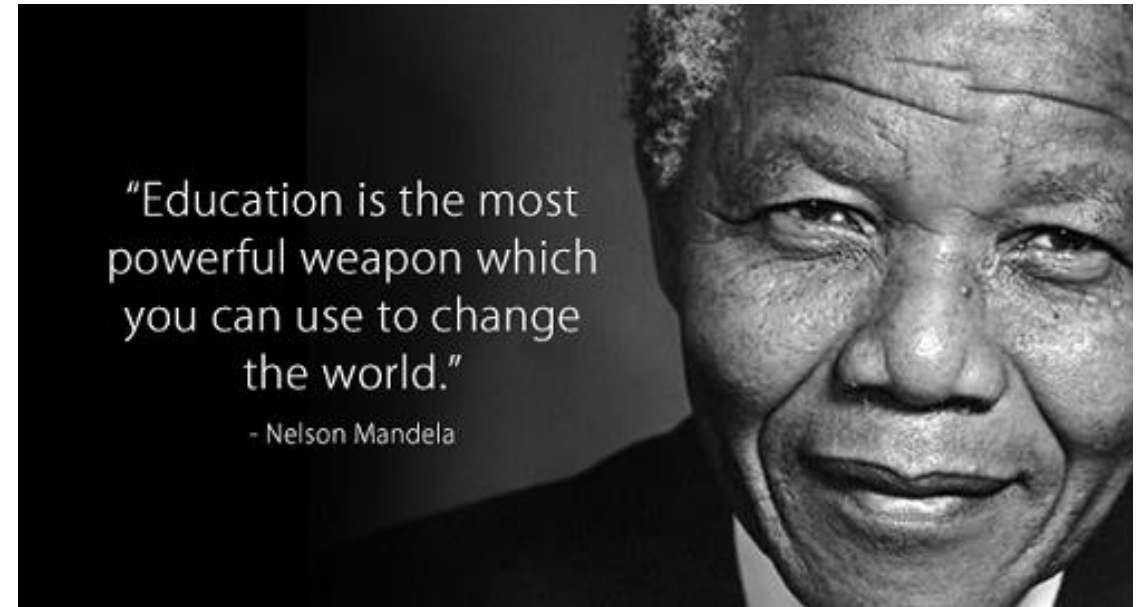 “Education is the most
powerful weapon which
you can use to change
the world.”
- Nelson Mandela